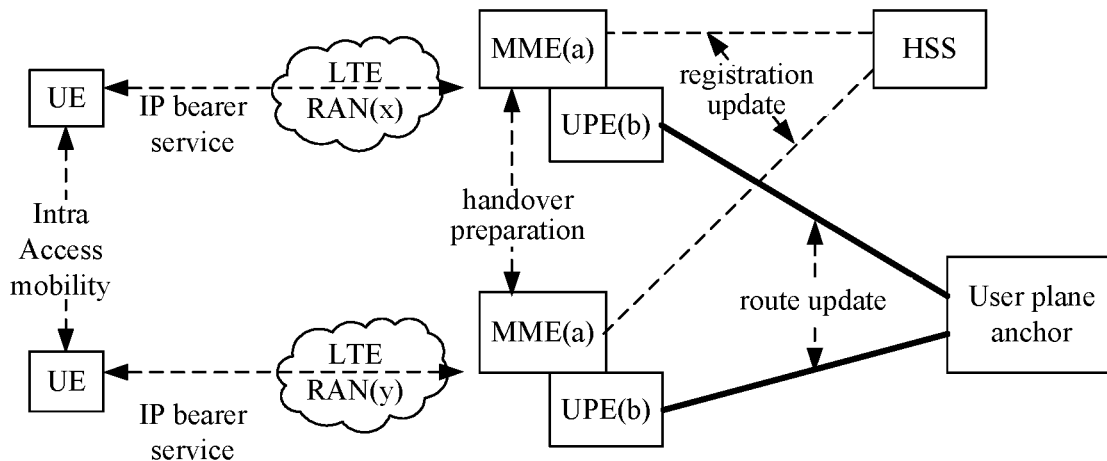 MME(a)
HSS
LTE
RAN(x)
UE
registration
update
IP bearer
service
UPE(b)
handover
preparation
Intra
Access
mobility
route update
User plane
anchor
MME(a)
LTE
RAN(y)
UE
UPE(b)
IP bearer
service